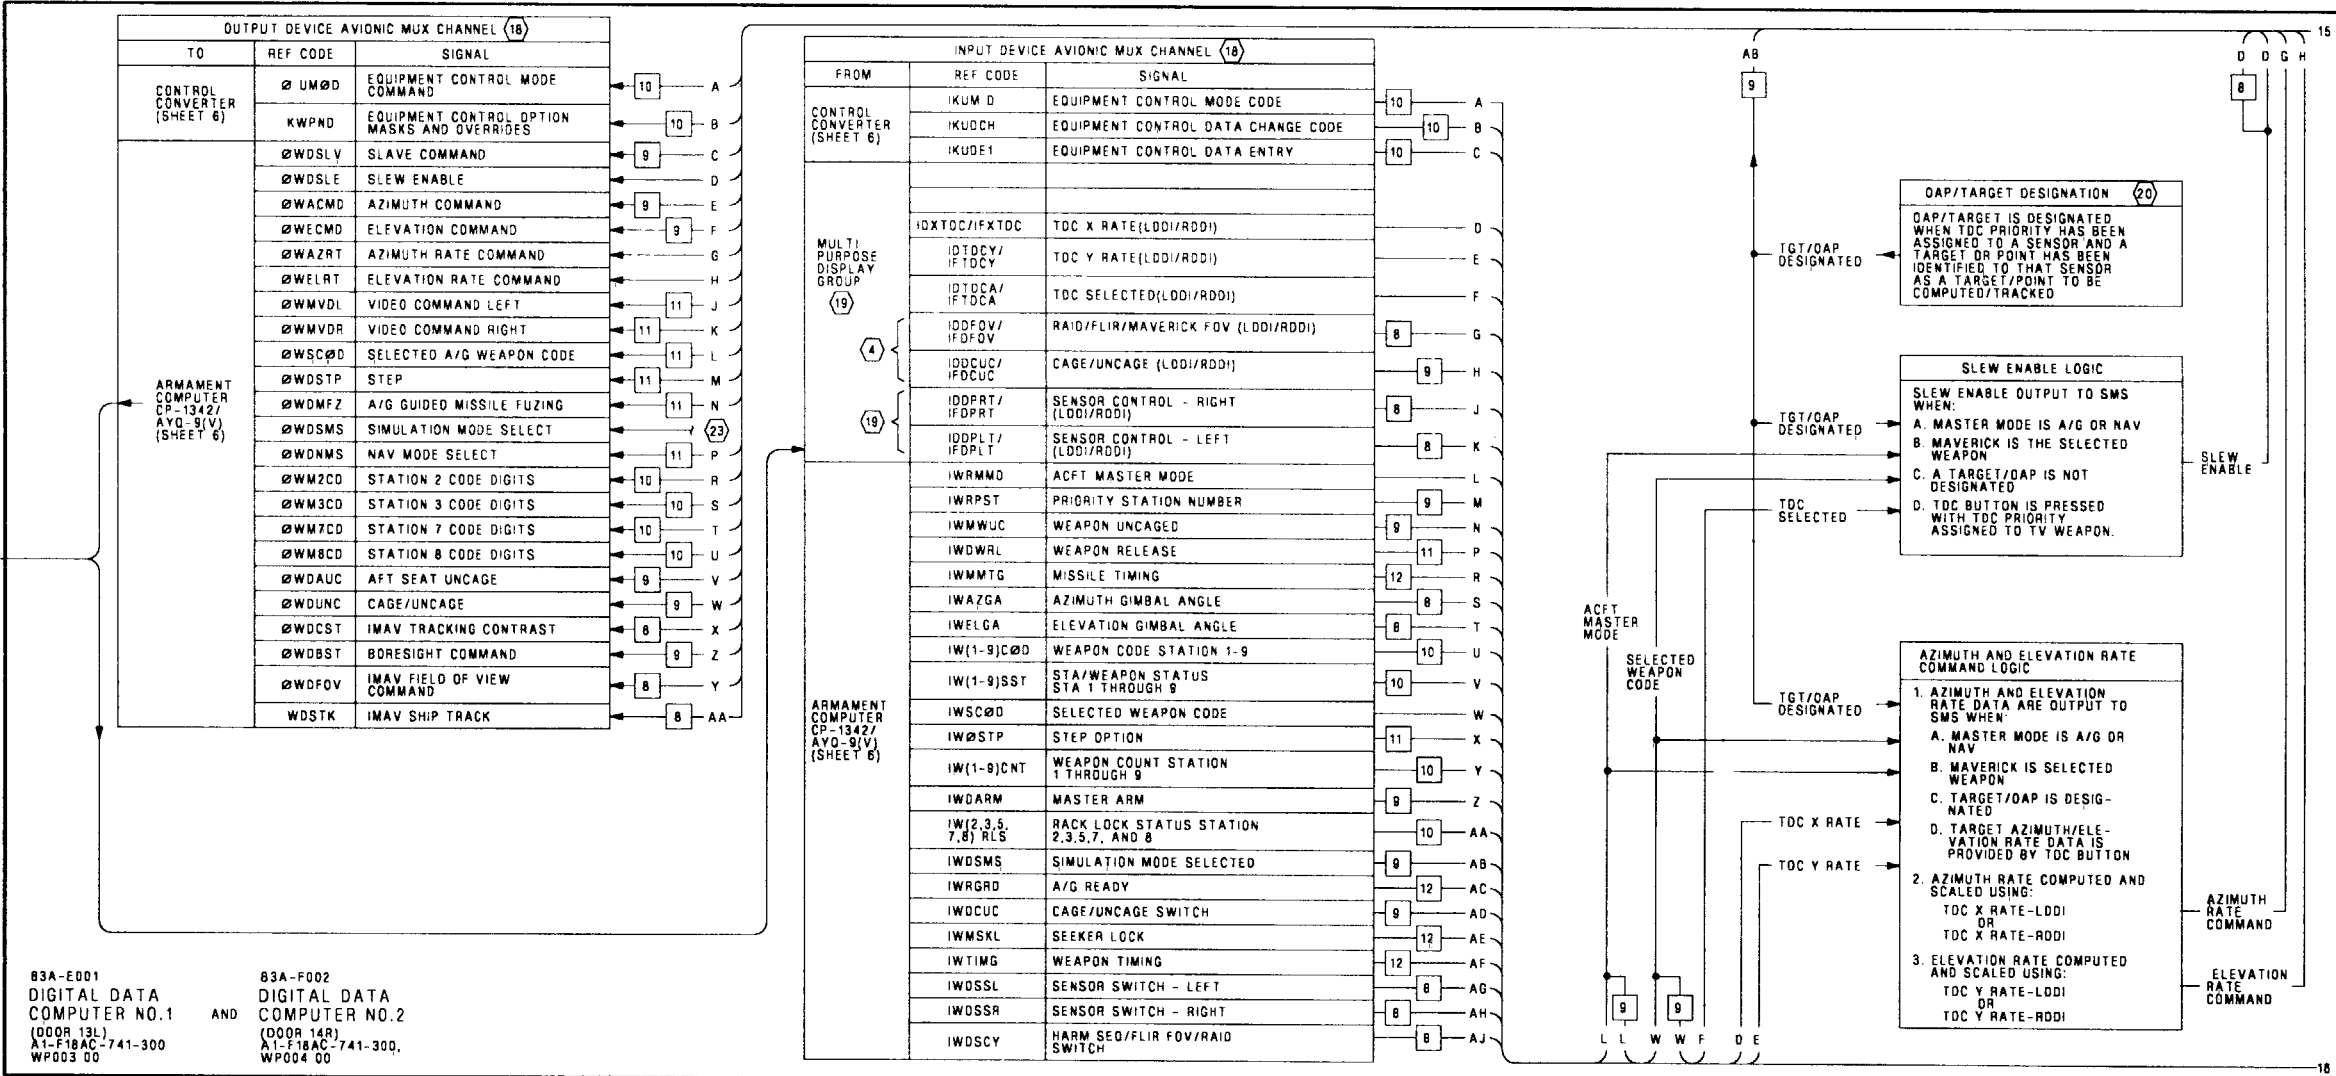 OUTPUT DEVICE AVIONIC MUX CHANNEL 18
TO REF CODE SIGNAL
CONTROL
CONVERTER
(SHEET 6)
Ø UMØD EQUIPMENT CONTROL MODE
COMMAND 10 A
KWPND EQUIPMENT CONTROL OPTION
MASKS AND OVERRIDES 10 B
ARMAMENT
COMPUTER
CP-1342/
AYQ-9(V)
(SHEET 6)
ØWDSLV SLAVE COMMAND 9 C
ØWDSLE SLEW ENABLE D
ØWACMD AZIMUTH COMMAND 9 E
ØWECMD ELEVATION COMMAND 9 F
ØWAZRT AZIMUTH RATE COMMAND G
ØWELRT ELEVATION RATE COMMAND H
ØWMVDL VIDEO COMMAND LEFT 11 J
ØWMVDR VIDEO COMMAND RIGHT 11 K
ØWSCØD SELECTED A/G WEAPON CODE 11 L
ØWDSTP STEP 11 M
ØWDMFZ A/G GUIDED MISSILE FUZING 11 N
ØWDSMS SIMULATION MODE SELECT 23
ØWDNMS NAV MODE SELECT 11 P
ØWM2CD STATION 2 CODE DIGITS 10 R
ØWM3CD STATION 3 CODE DIGITS 10 S
ØWM7CD STATION 7 CODE DIGITS 10 T
ØWM8CD STATION 8 CODE DIGITS 10 U
ØWDAUC AFT SEAT UNCAGE 9 V
ØWDUNC CAGE/UNCAGE 9 W
ØWDCST IMAV TRACKING CONTRAST 8 X
ØWDBST BORESIGHT COMMAND 9 Z
ØWDFOV IMAV FIELD OF VIEW
COMMAND 8 Y
WDSTK IMAV SHIP TRACK 8 AA
INPUT DEVICE AVIONIC MUX CHANNEL 18
FROM REF CODE SIGNAL
CONTROL
CONVERTER
(SHEET 6)
IKUM D EQUIPMENT CONTROL MODE CODE 10 A
IKUDCH EQUIPMENT CONTROL DATA CHANGE CODE 10 B
IKUDE1 EQUIPMENT CONTROL DATA ENTRY 10 C
MULTI
PURPOSE
DISPLAY
GROUP
19
IDXTDC/IFXTDC TDC X RATE(LDDI/RDDI) D
IDTDCY/
IFTDCY TDC Y RATE(LDDI/RDDI) E
IDTDCA/
IFTDCA TDC SELECTED(LDDI/RDDI) F
4
IDDFOV/
IFDFOV RAID/FLIR/MAVERICK FOV (LDDI/RDDI) 8 G
IDDCUC/
IFDCUC CAGE/UNCAGE (LDDI/RDDI) 9 H
19
IDDPRT/
IFDPRT SENSOR CONTROL - RIGHT
(LDDI/RDDI) 8 J
IDDPLT/
IFDPLT SENSOR CONTROL - LEFT
(LDDI/RDDI) 8 K
ARMAMENT
COMPUTER
CP-1342/
AYQ-9(V)
(SHEET 6)
IWRMMD ACFT MASTER MODE L
IWRPST PRIORITY STATION NUMBER 9 M
IWMWUC WEAPON UNCAGED 9 N
IWDWRL WEAPON RELEASE 11 P
IWMMTG MISSILE TIMING 12 R
IWAZGA AZIMUTH GIMBAL ANGLE 8 S
IWELGA ELEVATION GIMBAL ANGLE 8 T
IW(1-9)CØD WEAPON CODE STATION 1-9 10 U
IW(1-9)SST STA/WEAPON STATUS
STA 1 THROUGH 9 10 V
IWSCØD SELECTED WEAPON CODE W
IWØSTP STEP OPTION 11 X
IW(1-9)CNT WEAPON COUNT STATION
1 THROUGH 9 10 Y
IWDARM MASTER ARM 9 Z
IW(2,3,5,
7,8) RLS RACK LOCK STATUS STATION
2,3,5,7, AND 8 10 AA
IWDSMS SIMULATION MODE SELECTED 9 AB
IWRGRD A/G READY 12 AC
IWDCUC CAGE/UNCAGE SWITCH 9 AD
IWMSKL SEEKER LOCK 12 AE
IWTIMG WEAPON TIMING 12 AF
IWDSSL SENSOR SWITCH - LEFT 8 AG
IWDSSR SENSOR SWITCH - RIGHT 8 AH
IWDSCY HARM SEQ/FLIR FOV/RAID
SWITCH 8 AJ
15
AB D D G H
9 8
OAP/TARGET DESIGNATION 20
OAP/TARGET IS DESIGNATED
WHEN TDC PRIORITY HAS BEEN
ASSIGNED TO A SENSOR AND A
TARGET OR POINT HAS BEEN
IDENTIFIED TO THAT SENSOR
AS A TARGET/POINT TO BE
COMPUTED/TRACKED
TGT/OAP
DESIGNATED
SLEW ENABLE LOGIC
SLEW ENABLE OUTPUT TO SMS
WHEN:
A. MASTER MODE IS A/G OR NAV
B. MAVERICK IS THE SELECTED
WEAPON
C. A TARGET/OAP IS NOT
DESIGNATED
D. TDC BUTTON IS PRESSED
WITH TDC PRIORITY
ASSIGNED TO TV WEAPON.
TGT/OAP
DESIGNATED
TDC
SELECTED
SLEW
ENABLE
ACFT
MASTER
MODE
SELECTED
WEAPON
CODE
AZIMUTH AND ELEVATION RATE
COMMAND LOGIC
1. AZIMUTH AND ELEVATION
RATE DATA ARE OUTPUT TO
SMS WHEN:
A. MASTER MODE IS A/G OR
NAV
B. MAVERICK IS SELECTED
WEAPON
C. TARGET/OAP IS DESIG-
NATED
D. TARGET AZIMUTH/ELE-
VATION RATE DATA IS
PROVIDED BY TDC BUTTON
2. AZIMUTH RATE COMPUTED AND
SCALED USING:
TDC X RATE-LDDI
OR
TDC X RATE-RDDI
3. ELEVATION RATE COMPUTED
AND SCALED USING:
TDC Y RATE-LDDI
OR
TDC Y RATE-RDDI
TGT/OAP
DESIGNATED
TDC X RATE
TDC Y RATE
AZIMUTH
RATE
COMMAND
ELEVATION
RATE
COMMAND
9 9
L L W W F D E
16
83A-E001
DIGITAL DATA
COMPUTER NO.1
(DOOR 13L)
A1-F18AC-741-300
WP003 00
AND
83A-F002
DIGITAL DATA
COMPUTER NO.2
(DOOR 14R)
A1-F18AC-741-300,
WP004 00